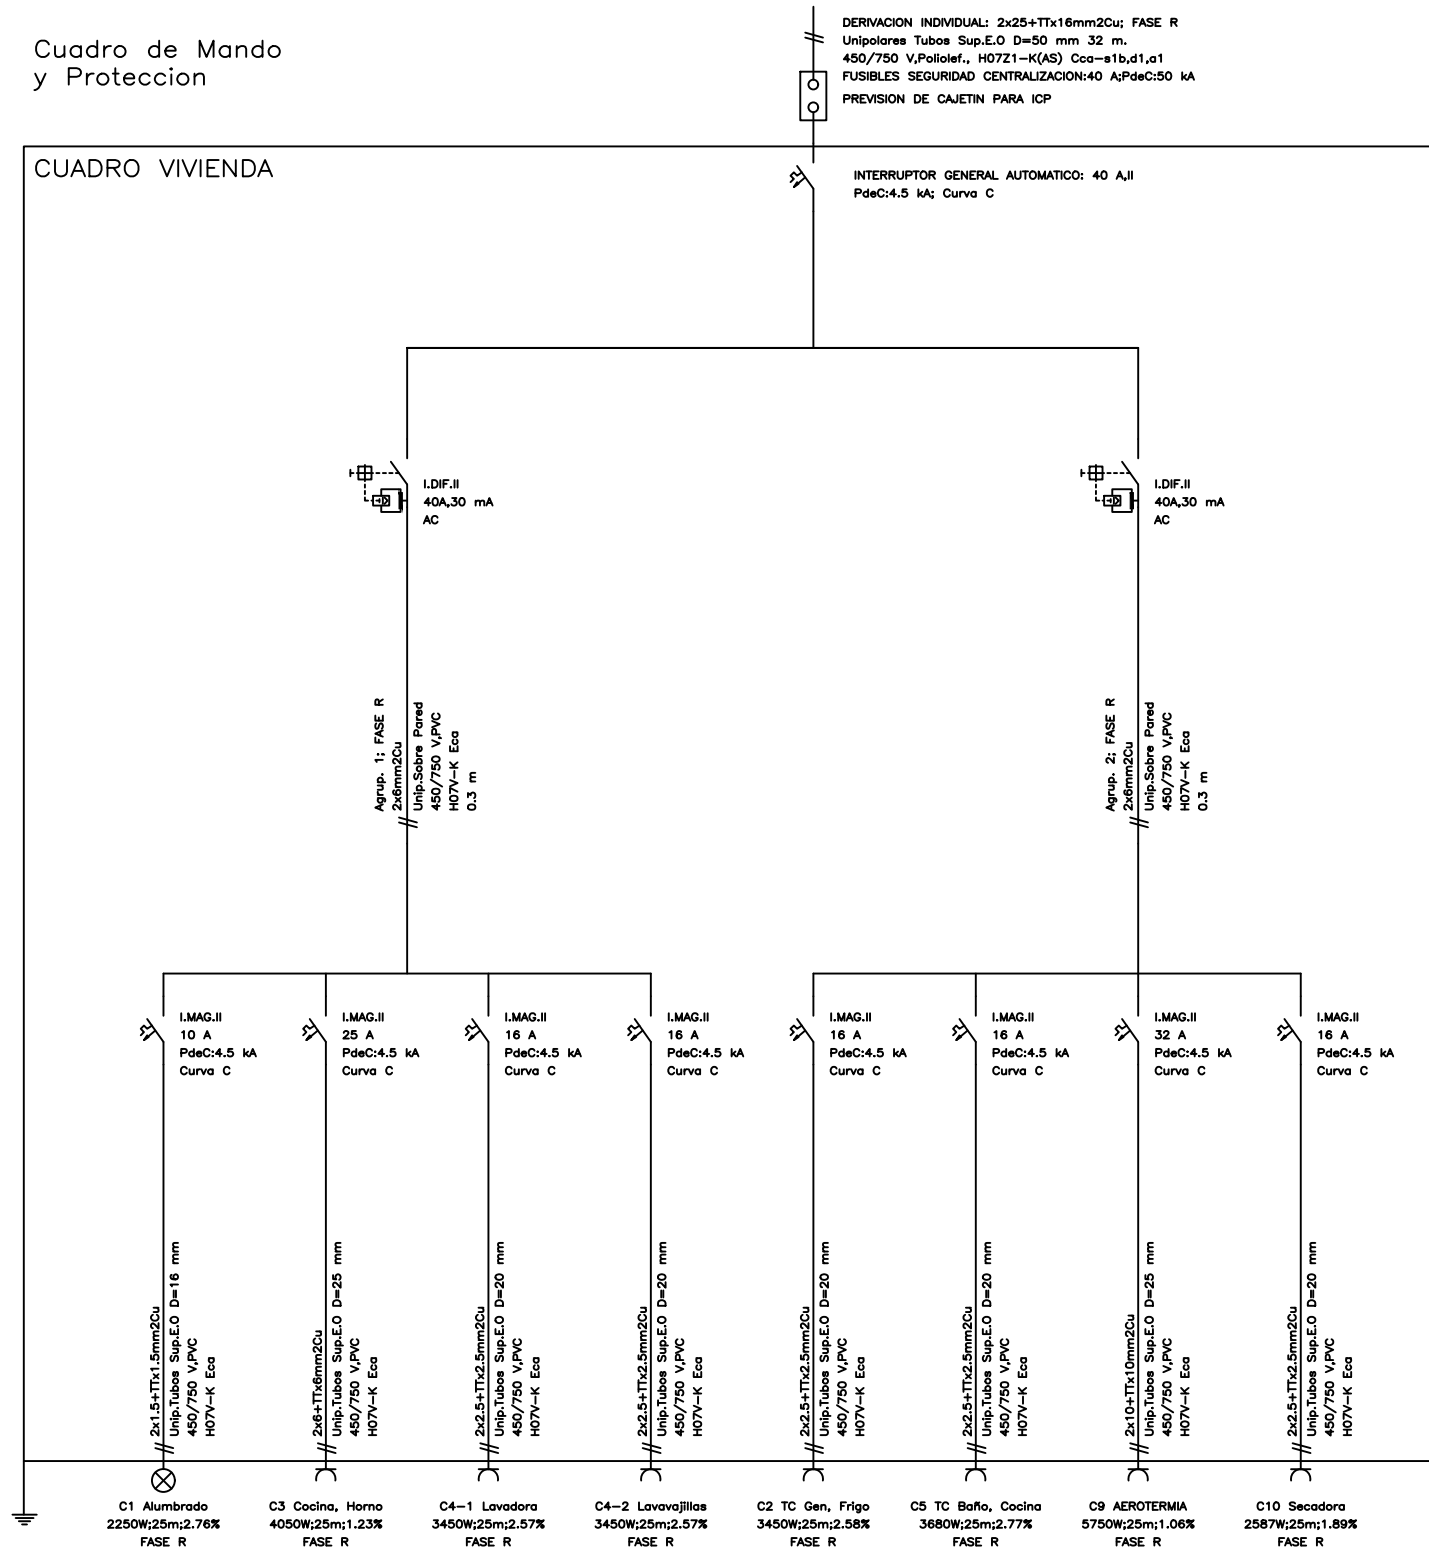 Cuadro de Mando
y Proteccion
DERIVACION INDIVIDUAL: 2x25+TTx16mm2Cu; FASE R
Unipolares Tubos Sup.E.O D=50 mm 32 m.
450/750 V,Poliolef., H07Z1-K(AS) Cca-s1b,d1,a1
FUSIBLES SEGURIDAD CENTRALIZACION:40 A;PdeC:50 kA
PREVISION DE CAJETIN PARA ICP
CUADRO VIVIENDA
INTERRUPTOR GENERAL AUTOMATICO: 40 A,II
PdeC:4.5 kA; Curva C
I.DIF.II
40A,30 mA
AC
I.DIF.II
40A,30 mA
AC
Agrup. 1; FASE R
2x6mm2Cu
Unip.Sobre Pared
450/750 V,PVC
H07V-K Eca
0.3 m
Agrup. 2; FASE R
2x6mm2Cu
Unip.Sobre Pared
450/750 V,PVC
H07V-K Eca
0.3 m
I.MAG.II
10 A
PdeC:4.5 kA
Curva C
I.MAG.II
25 A
PdeC:4.5 kA
Curva C
I.MAG.II
16 A
PdeC:4.5 kA
Curva C
I.MAG.II
16 A
PdeC:4.5 kA
Curva C
I.MAG.II
16 A
PdeC:4.5 kA
Curva C
I.MAG.II
16 A
PdeC:4.5 kA
Curva C
I.MAG.II
32 A
PdeC:4.5 kA
Curva C
I.MAG.II
16 A
PdeC:4.5 kA
Curva C
2x1.5+TTx1.5mm2Cu
Unip.Tubos Sup.E.O D=16 mm
450/750 V,PVC
H07V-K Eca
2x6+TTx6mm2Cu
Unip.Tubos Sup.E.O D=25 mm
450/750 V,PVC
H07V-K Eca
2x2.5+TTx2.5mm2Cu
Unip.Tubos Sup.E.O D=20 mm
450/750 V,PVC
H07V-K Eca
2x2.5+TTx2.5mm2Cu
Unip.Tubos Sup.E.O D=20 mm
450/750 V,PVC
H07V-K Eca
2x2.5+TTx2.5mm2Cu
Unip.Tubos Sup.E.O D=20 mm
450/750 V,PVC
H07V-K Eca
2x2.5+TTx2.5mm2Cu
Unip.Tubos Sup.E.O D=20 mm
450/750 V,PVC
H07V-K Eca
2x10+TTx10mm2Cu
Unip.Tubos Sup.E.O D=25 mm
450/750 V,PVC
H07V-K Eca
2x2.5+TTx2.5mm2Cu
Unip.Tubos Sup.E.O D=20 mm
450/750 V,PVC
H07V-K Eca
C1 Alumbrado
2250W;25m;2.76%
FASE R
C3 Cocina, Horno
4050W;25m;1.23%
FASE R
C4-1 Lavadora
3450W;25m;2.57%
FASE R
C4-2 Lavavajillas
3450W;25m;2.57%
FASE R
C2 TC Gen, Frigo
3450W;25m;2.58%
FASE R
C5 TC Baño, Cocina
3680W;25m;2.77%
FASE R
C9 AEROTERMIA
5750W;25m;1.06%
FASE R
C10 Secadora
2587W;25m;1.89%
FASE R